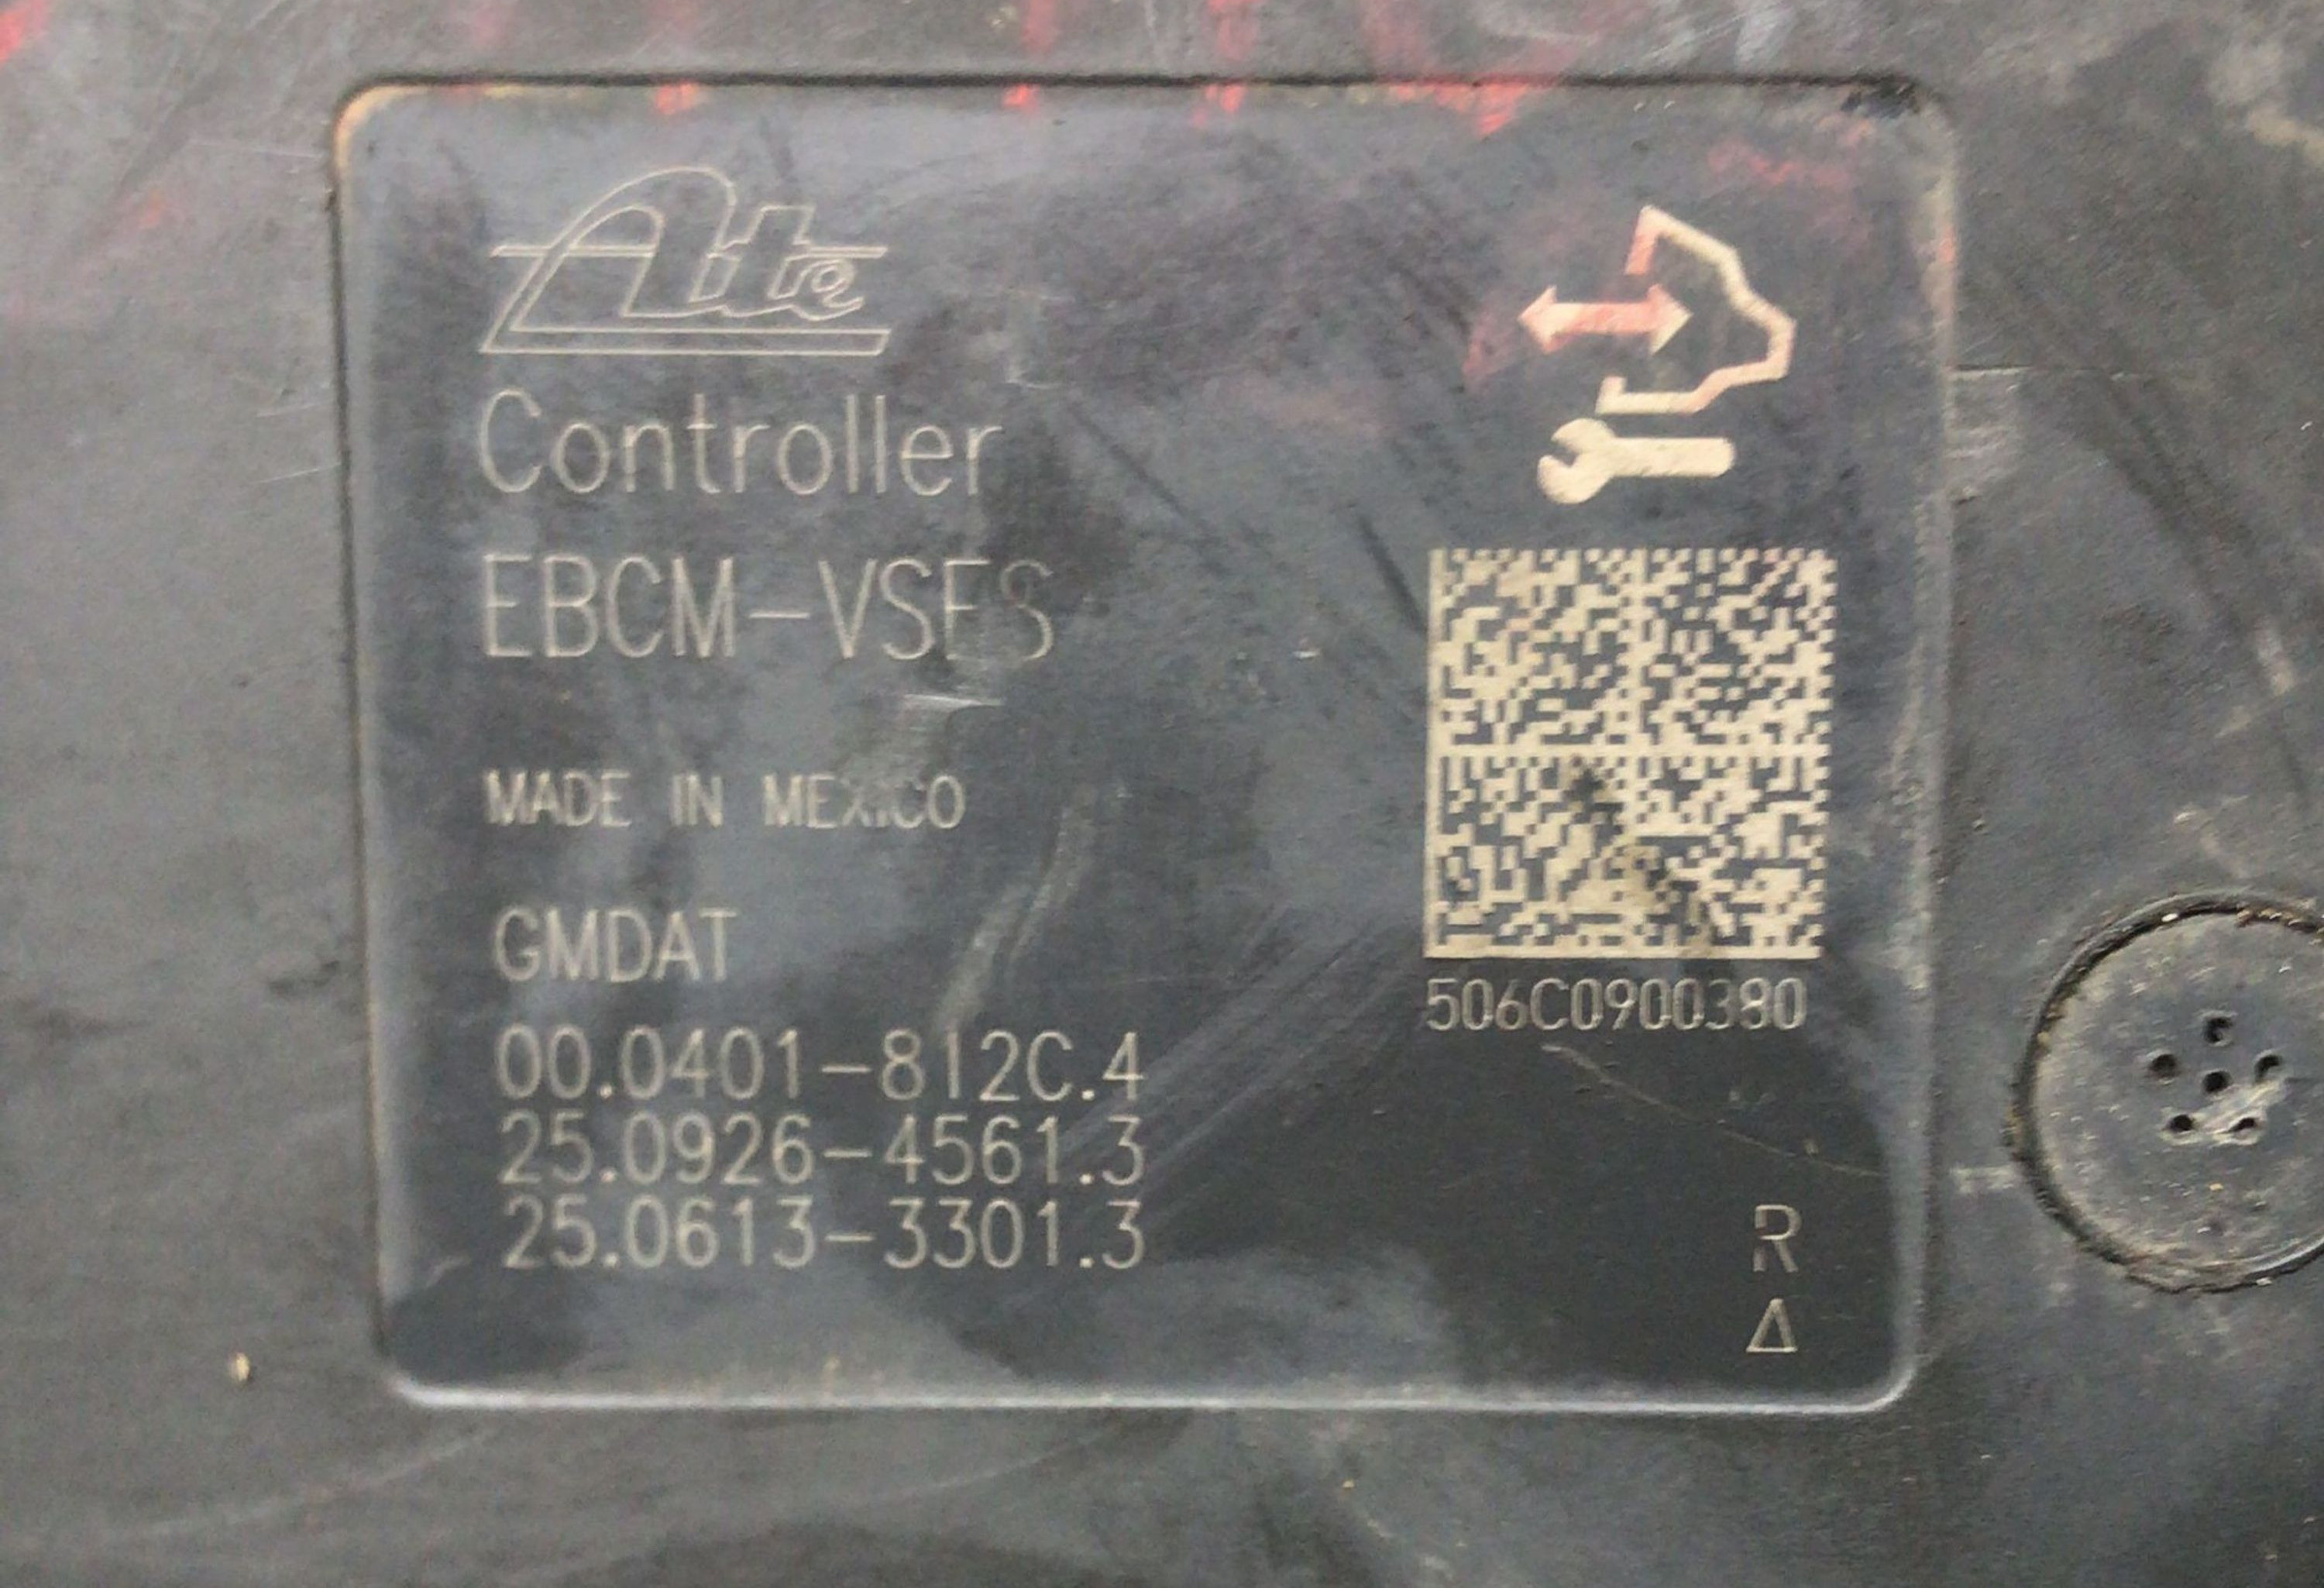 Ate
Controller
EBCM-VSES
MADE IN MEXICO
GMDAT
506C0900380
00.0401-812C.4
25.0926-4561.3
25.0613-3301.3
R